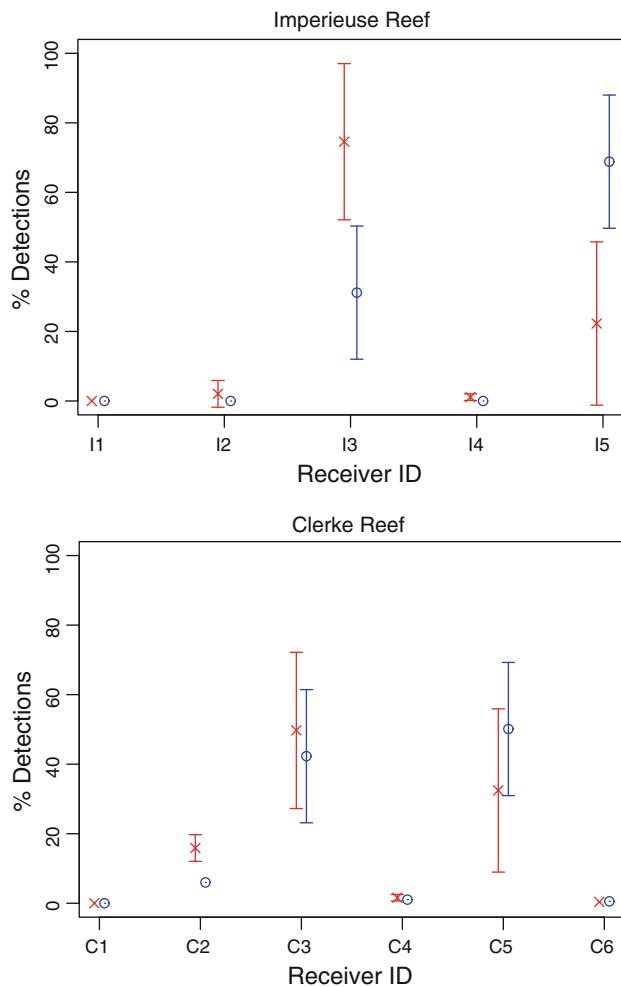 Imperieuse Reef
100
80
60
40
20
0
% Detections
I1 I2 I3 I4 I5
Receiver ID
Clerke Reef
100
80
60
40
20
0
% Detections
C1 C2 C3 C4 C5 C6
Receiver ID